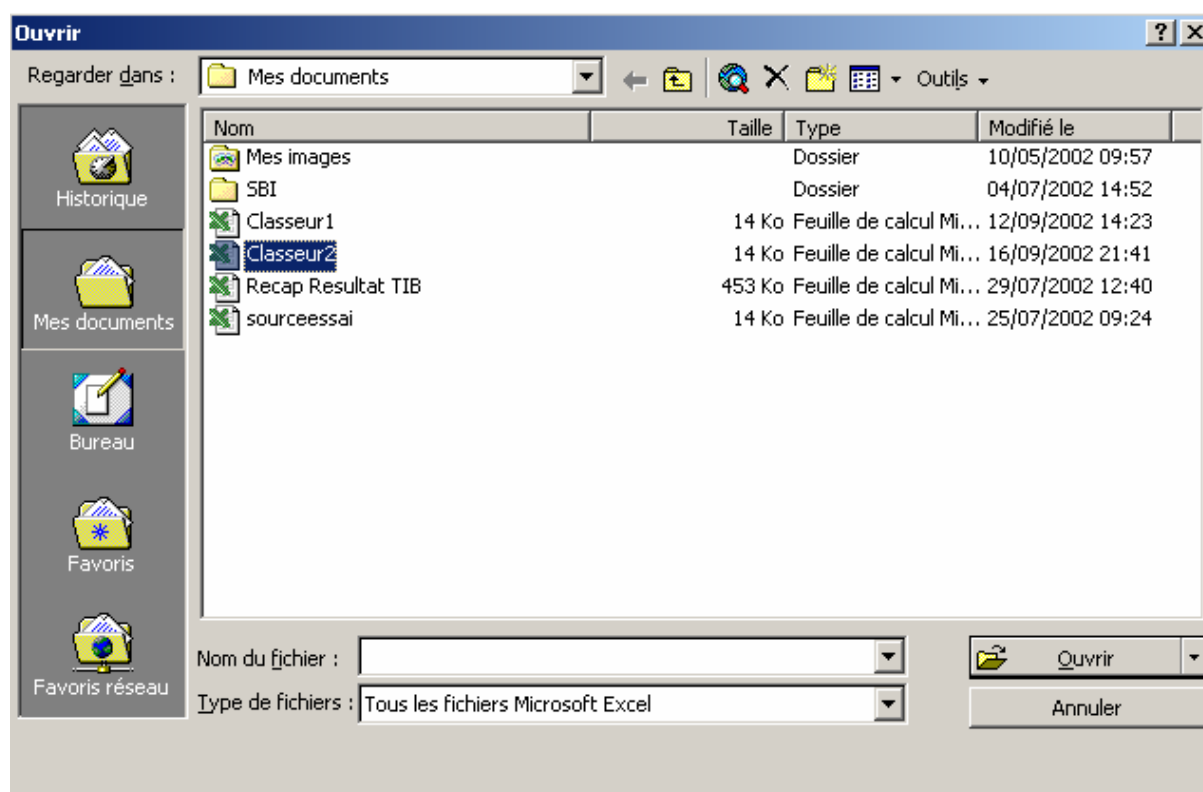 Ouvrir
Regarder dans : Mes documents Outils
Nom Taille Type Modifié le
Mes images Dossier 10/05/2002 09:57
SBI Dossier 04/07/2002 14:52
Classeur1 14 Ko Feuille de calcul Mi... 12/09/2002 14:23
Classeur2 14 Ko Feuille de calcul Mi... 16/09/2002 21:41
Recap Resultat TIB 453 Ko Feuille de calcul Mi... 29/07/2002 12:40
sourceessai 14 Ko Feuille de calcul Mi... 25/07/2002 09:24
Historique
Mes documents
Bureau
Favoris
Favoris réseau
Nom du fichier : Ouvrir
Type de fichiers : Tous les fichiers Microsoft Excel Annuler